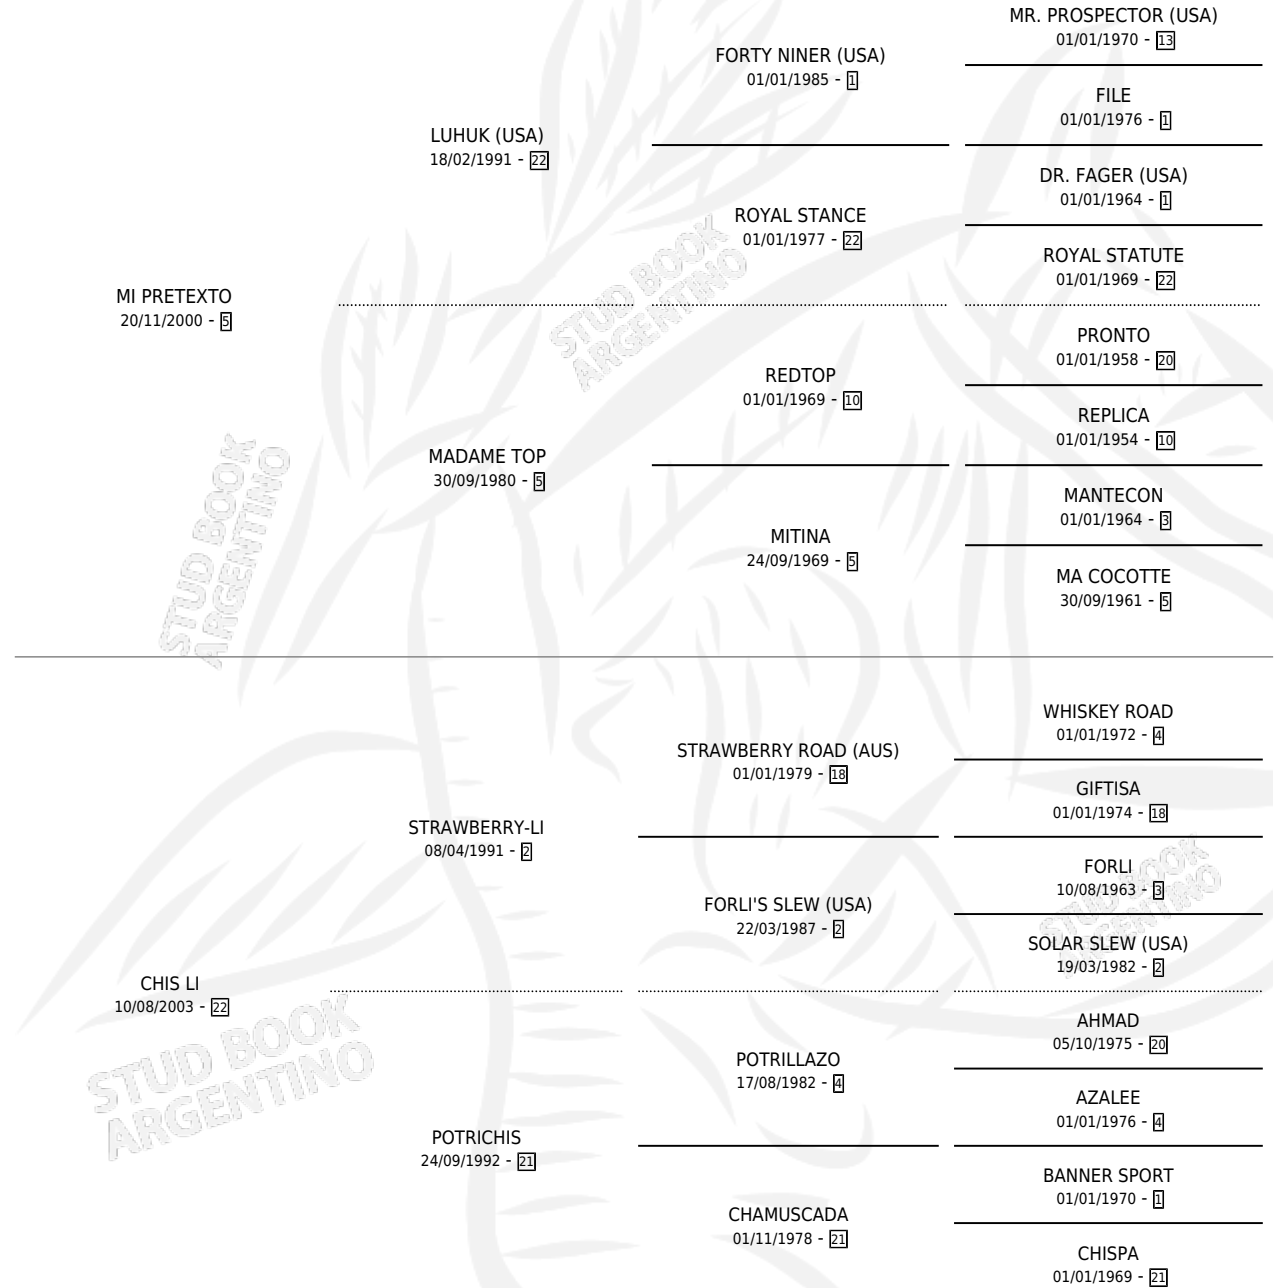 MR. PROSPECTOR (USA)
01/01/1970 - 13
FORTY NINER (USA)
01/01/1985 - 1
FILE
01/01/1976 - 1
LUHUK (USA)
18/02/1991 - 22
DR. FAGER (USA)
01/01/1964 - 1
ROYAL STANCE
01/01/1977 - 22
ROYAL STATUTE
01/01/1969 - 22
MI PRETEXTO
20/11/2000 - 5
STUD BOOK
ARGENTINO
PRONTO
01/01/1958 - 20
REDTOP
01/01/1969 - 10
REPLICA
01/01/1954 - 10
MADAME TOP
30/09/1980 - 5
MANTECON
01/01/1964 - 3
MITINA
24/09/1969 - 5
MA COCOTTE
30/09/1961 - 5
STUD BOOK
ARGENTINO
WHISKEY ROAD
01/01/1972 - 4
STRAWBERRY ROAD (AUS)
01/01/1979 - 18
GIFTISA
01/01/1974 - 18
STRAWBERRY-LI
08/04/1991 - 2
FORLI
10/08/1963 - 3
FORLI'S SLEW (USA)
22/03/1987 - 2
STUD BOOK
ARGENTINO
SOLAR SLEW (USA)
19/03/1982 - 2
CHIS LI
10/08/2003 - 22
AHMAD
05/10/1975 - 20
POTRILLAZO
17/08/1982 - 4
STUD BOOK
ARGENTINO
AZALEE
01/01/1976 - 4
POTRICHIS
24/09/1992 - 21
BANNER SPORT
01/01/1970 - 1
CHAMUSCADA
01/11/1978 - 21
CHISPA
01/01/1969 - 21